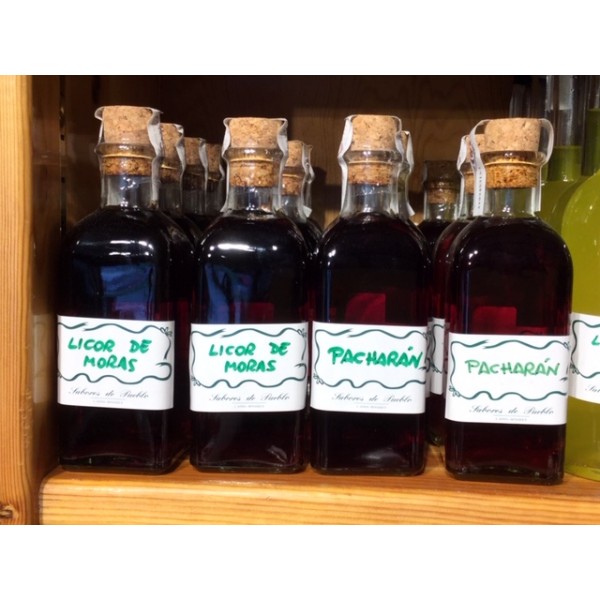 LICOR DE
MORAS
Sabores de Pueblo
LICOR DE
MORAS
Sabores de Pueblo
PACHARÁN
Sabores de Pueblo
PACHARÁN
Sabores de Pueblo
L